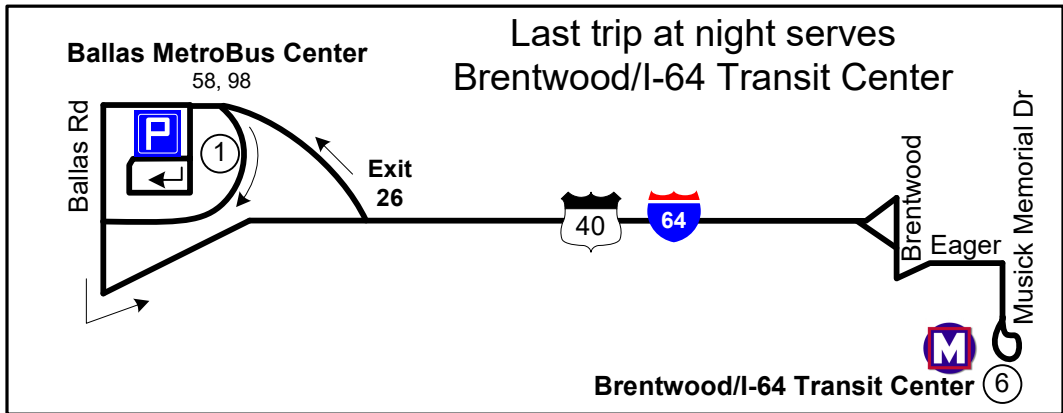 Last trip at night serves
Brentwood/I-64 Transit Center
Ballas MetroBus Center
58, 98
Ballas Rd
P
1
Exit
26
40
64
Brentwood
Eager
Musick Memorial Dr
M
Brentwood/I-64 Transit Center
6